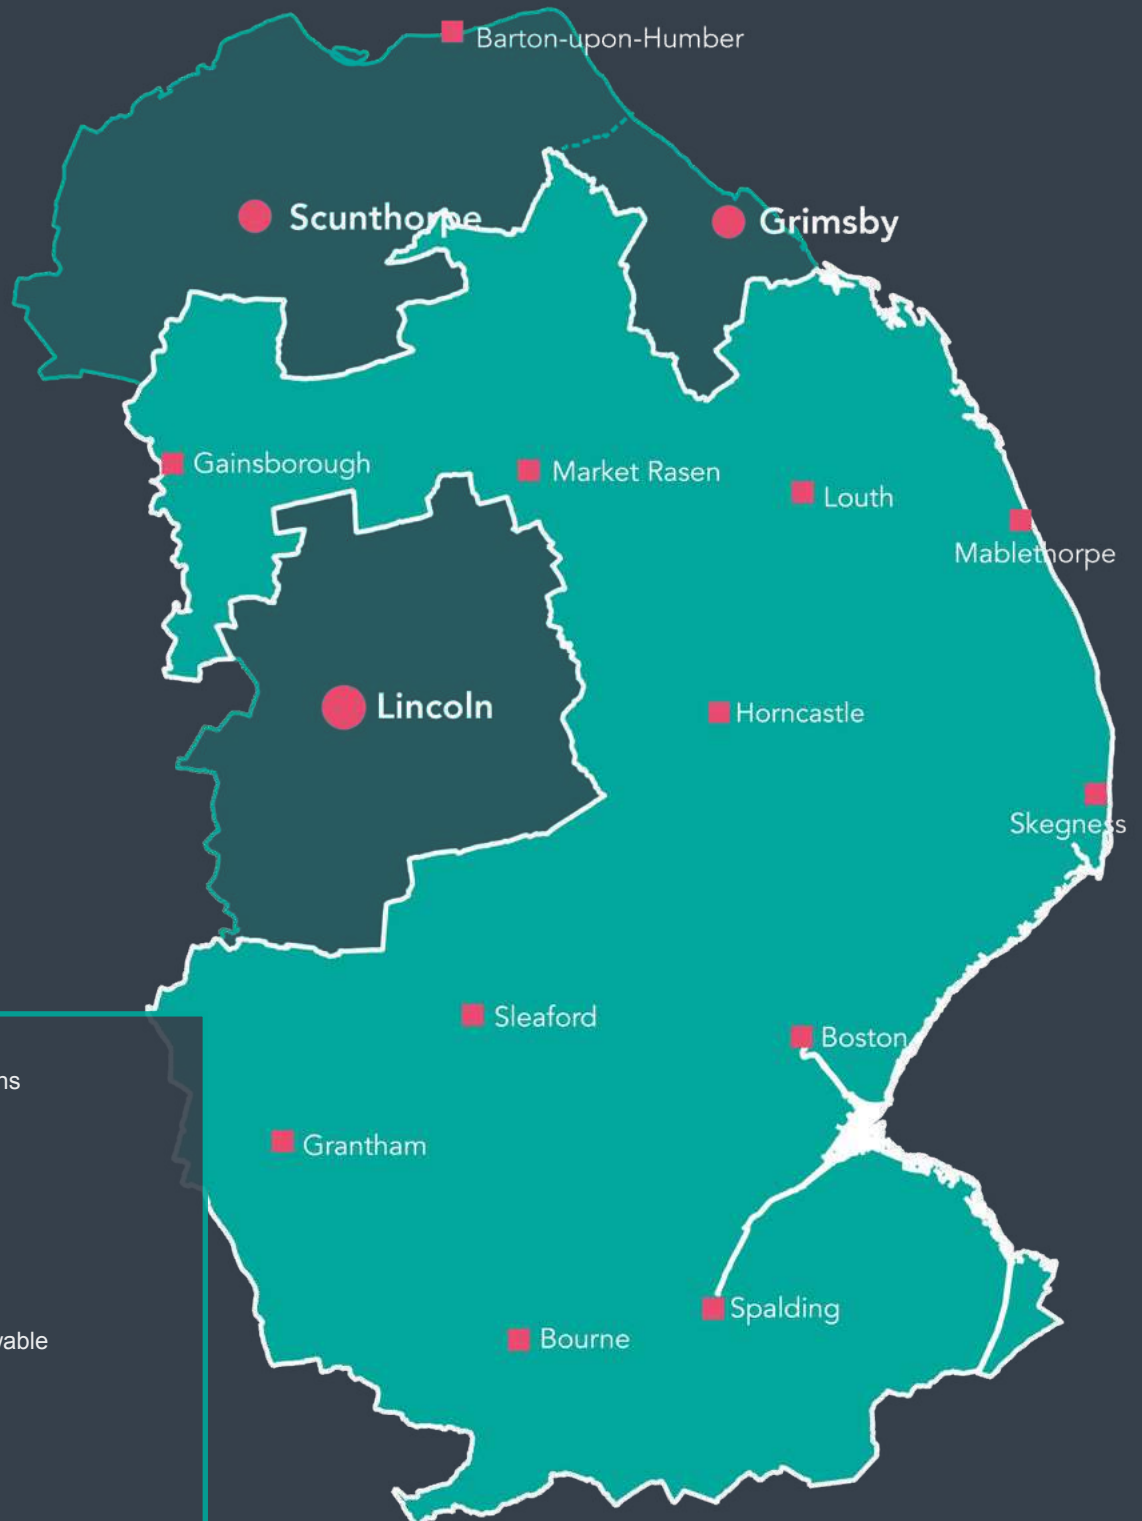 Barton-upon-Humber
Scunthorpe
Grimsby
Gainsborough
Market Rasen
Louth
Mablethorpe
Lincoln
Horncastle
Skegness
Sleaford
Boston
Grantham
Spalding
Bourne